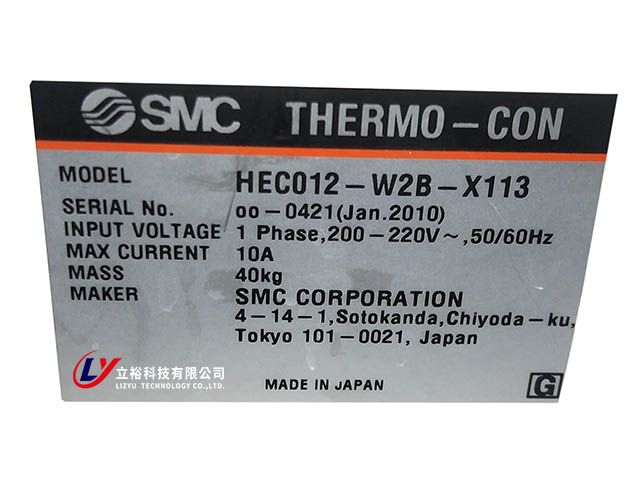 SMC THERMO-CON
MODEL HEC012-W2B-X113
SERIAL No. oo-0421(Jan.2010)
INPUT VOLTAGE 1 Phase,200-220V~,50/60Hz
MAX CURRENT 10A
MASS 40kg
MAKER SMC CORPORATION
4-14-1,Sotokanda,Chiyoda-ku,
Tokyo 101-0021, Japan
LY 立裕科技有限公司
LIZYU TECHNOLOGY CO.,LTD.
MADE IN JAPAN G